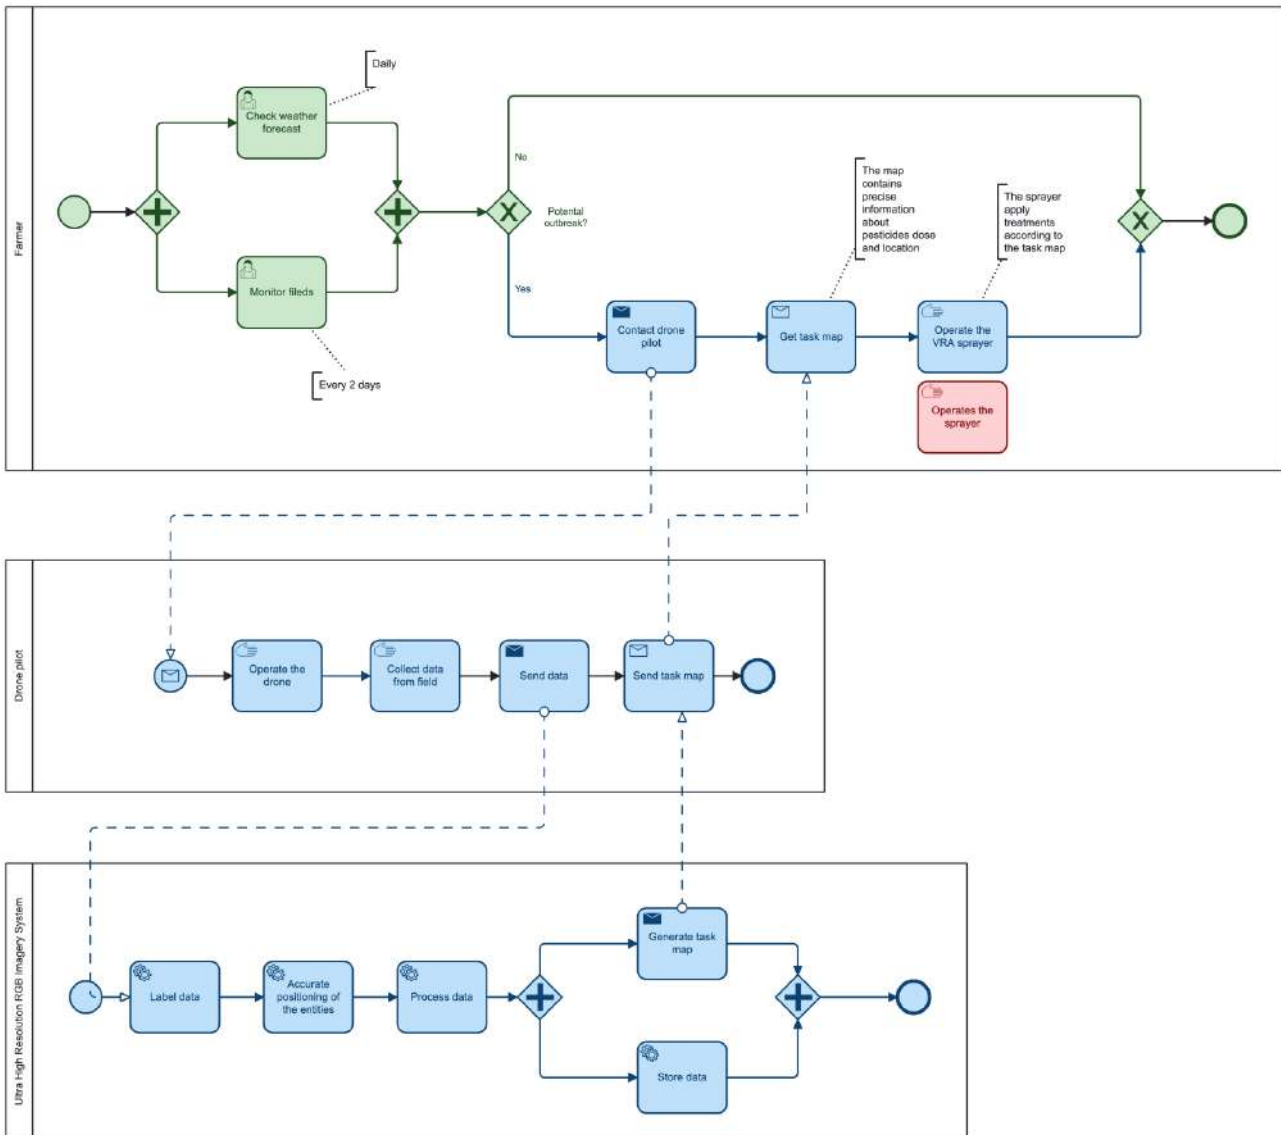 Farmer
Daily
Check weather
forecast
Monitor fileds
Every 2 days
No
Potental
outbreak?
Yes
The map
contains
precise
information
about
pesticides dose
and location
The sprayer
apply
treatments
according to
the task map
Contact drone
pilot
Get task map
Operate the
VRA sprayer
Operates the
sprayer
Drone pilot
Operate the
drone
Collect data
from field
Send data
Send task map
Ultra High Resolution RGB Imagery System
Label data
Accurate
positioning of
the entities
Process data
Generate task
map
Store data